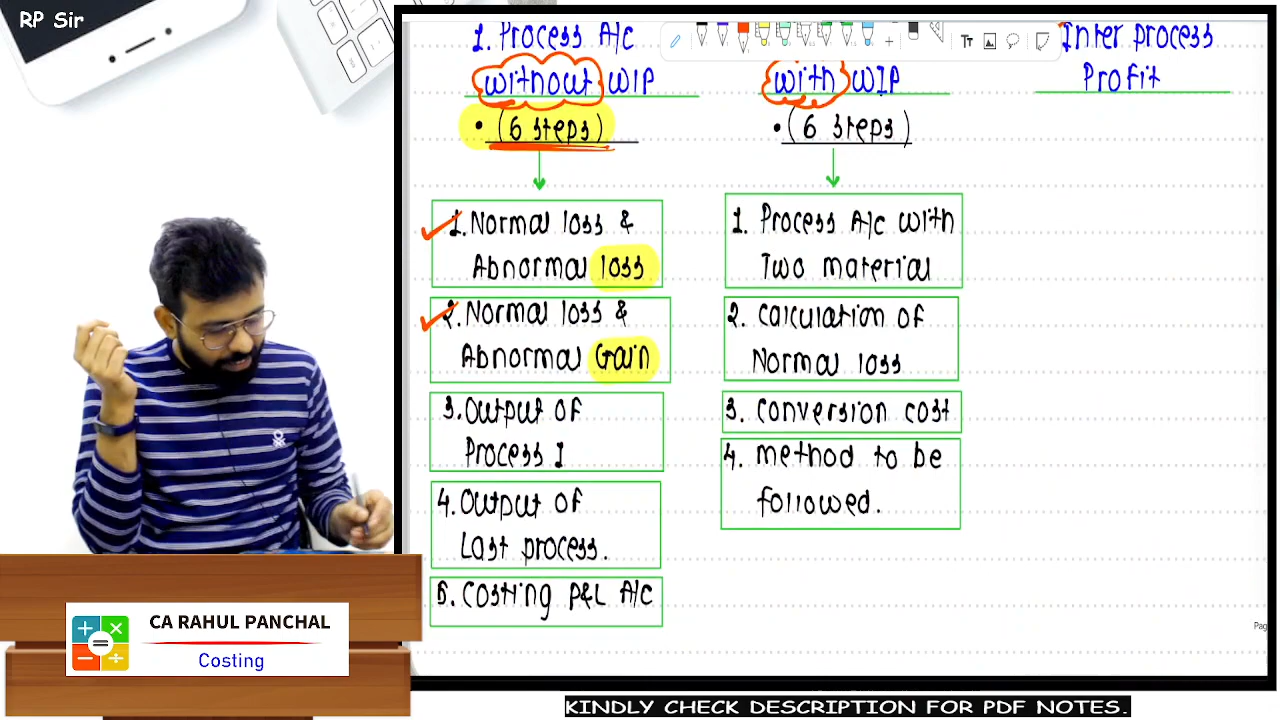 RP Sir
1. Process A/c
without WIP
• (6 steps)
1. Normal loss &
Abnormal loss
2. Normal loss &
Abnormal Gain
3. Output of
Process I
4. Output of
Last process.
5. Costing P&L A/c
with WIP
• (6 steps)
1. Process A/c with
Two material
2. Calculation of
Normal loss
3. Conversion cost
4. method to be
followed.
Inter process
Profit
Tt
Pag
CA RAHUL PANCHAL
Costing
KINDLY CHECK DESCRIPTION FOR PDF NOTES.